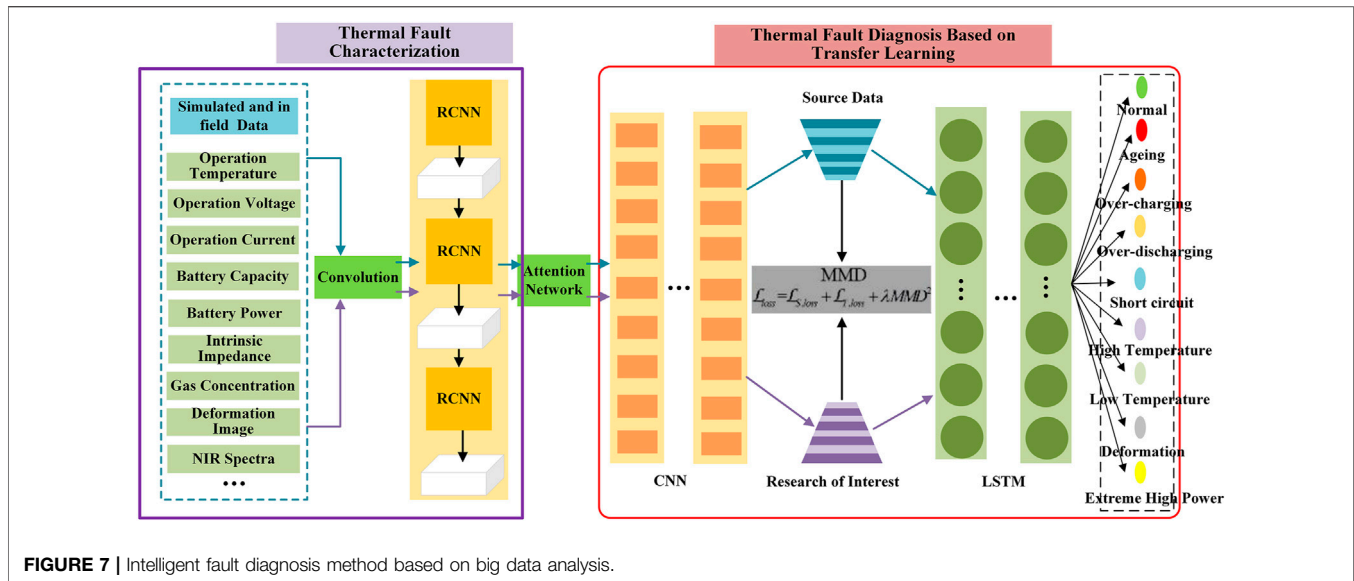 Thermal Fault
Characterization
Thermal Fault Diagnosis Based on
Transfer Learning
Simulated and in
field Data
Operation
Temperature
Operation Voltage
Operation Current
Battery Capacity
Battery Power
Intrinsic
Impedance
Gas Concentration
Deformation
Image
NIR Spectra
...
Convolution
RCNN
RCNN
RCNN
Attention
Network
...
CNN
Source Data
MMD
ℒloss=ℒS,loss+ℒt,loss+λMMD²
Research of Interest
...
...
...
LSTM
Normal
Ageing
Over-charging
Over-discharging
Short circuit
High Temperature
Low Temperature
Deformation
Extreme High Power
FIGURE 7 | Intelligent fault diagnosis method based on big data analysis.